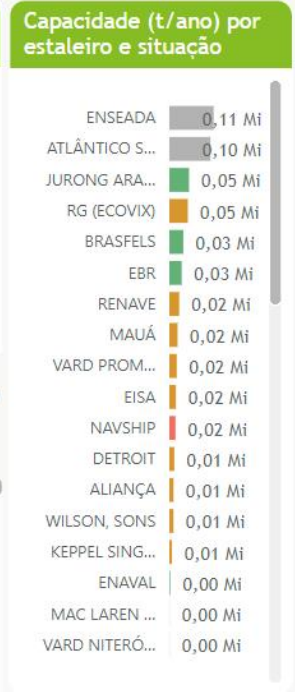 Capacidade (t/ano) por
estaleiro e situação
ENSEADA 0,11 Mi
ATLÂNTICO S... 0,10 Mi
JURONG ARA... 0,05 Mi
RG (ECOVIX) 0,05 Mi
BRASFELS 0,03 Mi
EBR 0,03 Mi
RENAVE 0,02 Mi
MAUÁ 0,02 Mi
VARD PROM... 0,02 Mi
EISA 0,02 Mi
NAVSHIP 0,02 Mi
DETROIT 0,01 Mi
ALIANÇA 0,01 Mi
WILSON, SONS 0,01 Mi
KEPPEL SING... 0,01 Mi
ENAVAL 0,00 Mi
MAC LAREN ... 0,00 Mi
VARD NITERÓ... 0,00 Mi